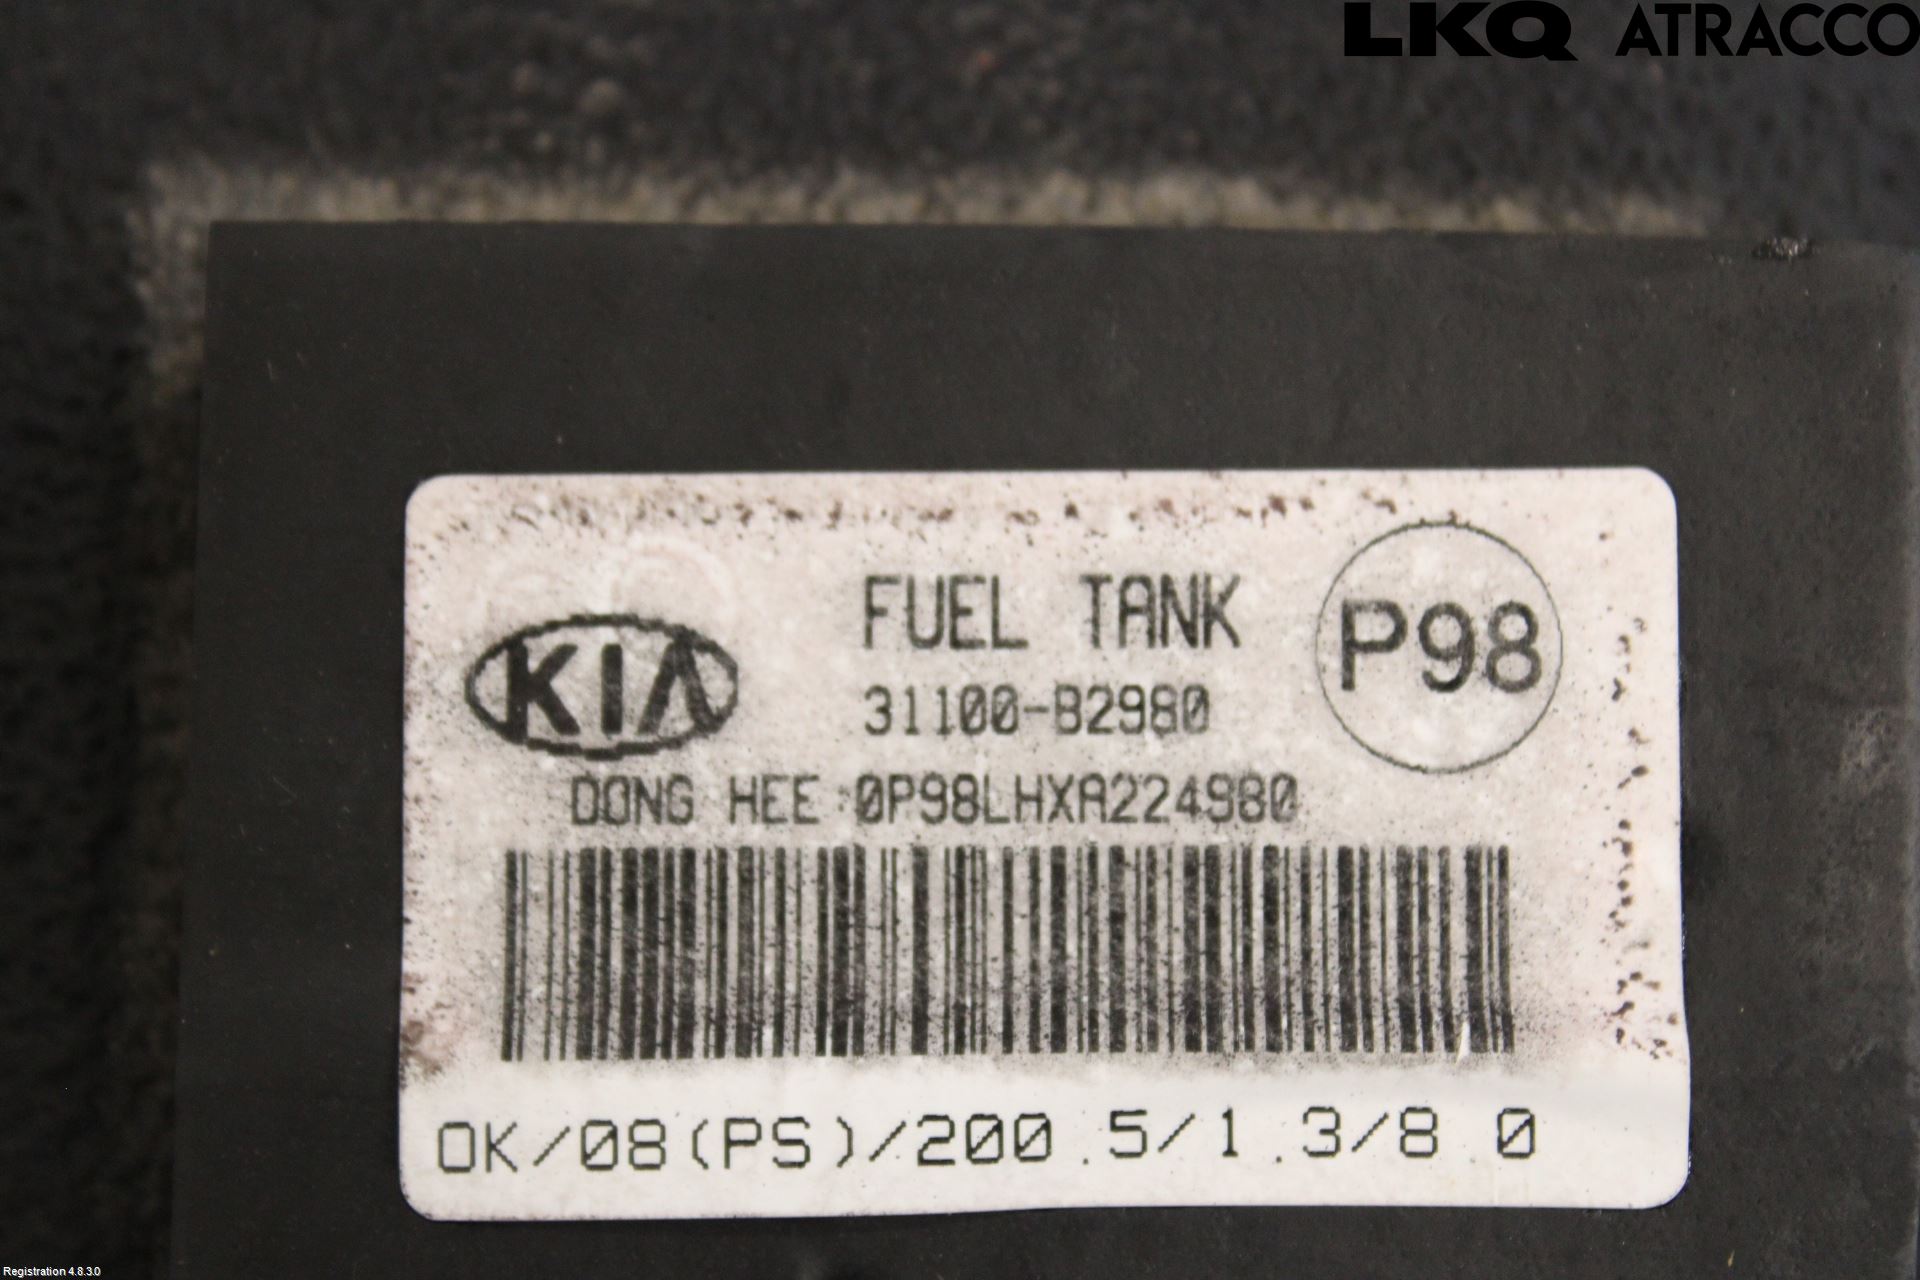 LKQ ATRACCO
FUEL TANK
P98
KIA
31100-B2980
DONG HEE 0P98LHXA224980
OK/08(PS)/200.5/1.3/8 0
Registration 4.8.3.0